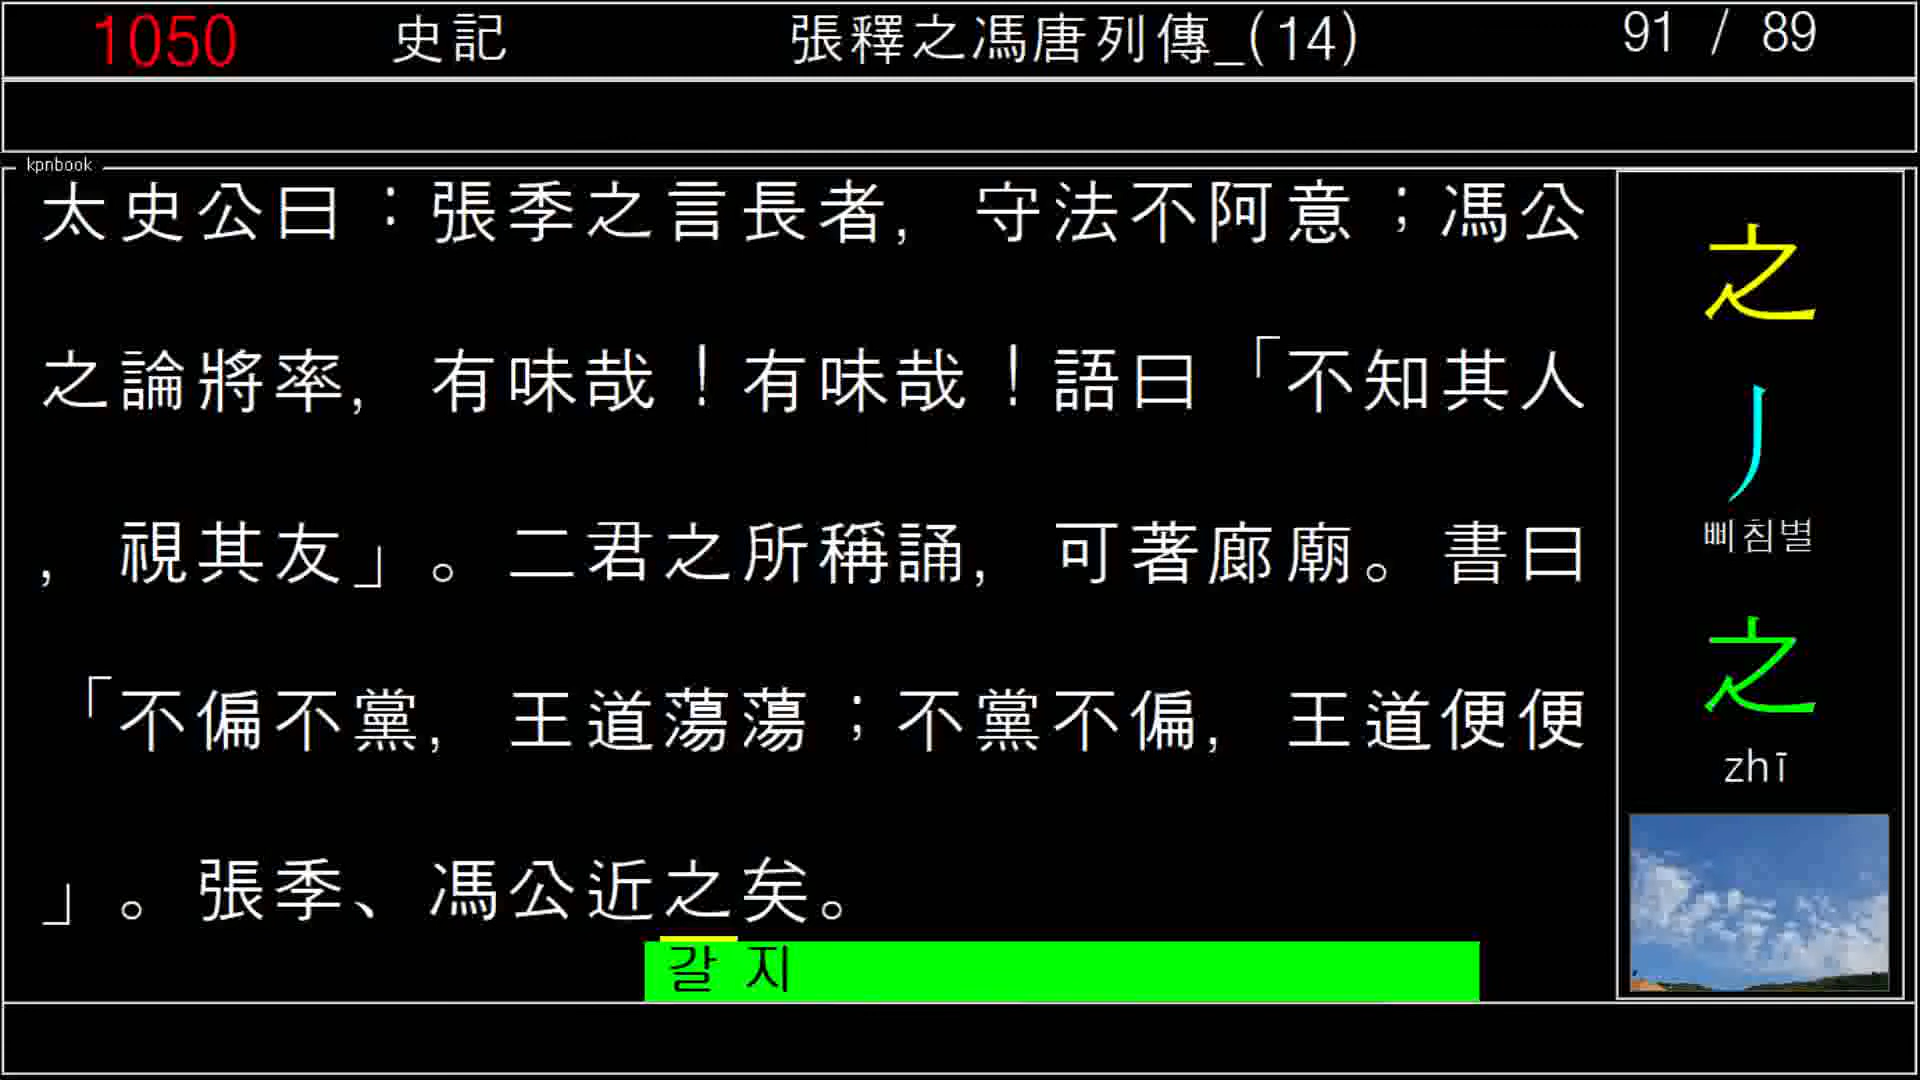 1050 史記 張釋之馮唐列傳_(14) 91 / 89
kpnbook
太史公曰：張季之言長者, 守法不阿意；馮公
之論將率, 有味哉！有味哉！語曰「不知其人
, 視其友」。二君之所稱誦, 可著廊廟。書曰
「不偏不黨, 王道蕩蕩；不黨不偏, 王道便便
」。張季、馮公近之矣。
갈 지
之
丿
삐침별
之
zhī